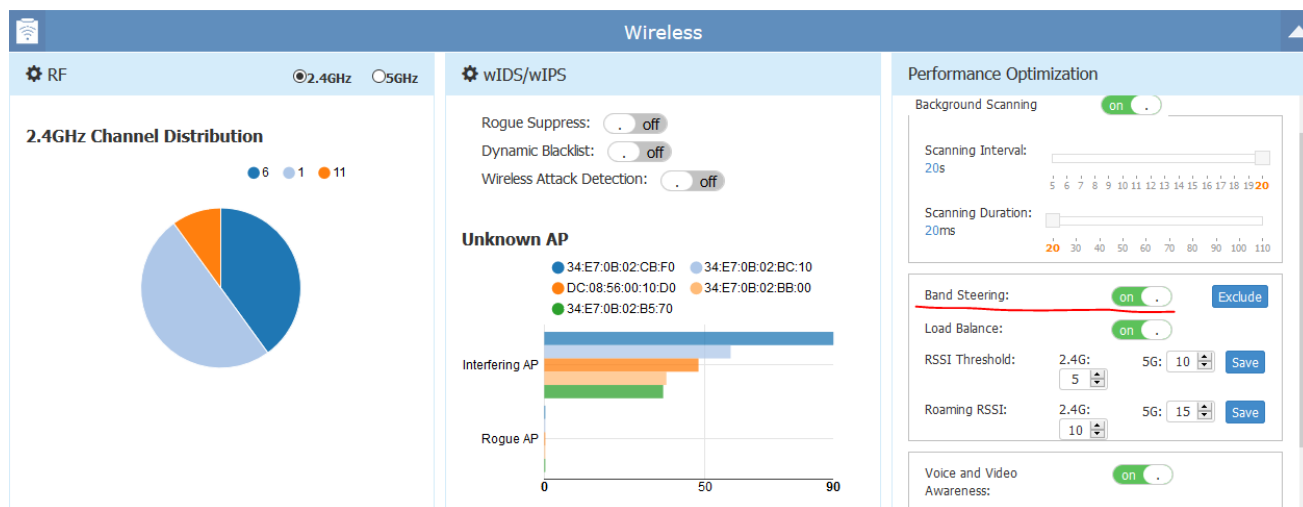 Wireless
RF
2.4GHz 5GHz
2.4GHz Channel Distribution
6 1 11
wIDS/wIPS
Rogue Suppress: . off
Dynamic Blacklist: . off
Wireless Attack Detection: . off
Unknown AP
34:E7:0B:02:CB:F0 34:E7:0B:02:BC:10
DC:08:56:00:10:D0 34:E7:0B:02:BB:00
34:E7:0B:02:B5:70
Interfering AP
Rogue AP
0 50 90
Performance Optimization
Background Scanning on .
Scanning Interval:
20s
5 6 7 8 9 10 11 12 13 14 15 16 17 18 19 20
Scanning Duration:
20ms
20 30 40 50 60 70 80 90 100 110
Band Steering: on . Exclude
Load Balance: on .
RSSI Threshold: 2.4G: 5G: 10 Save
5
Roaming RSSI: 2.4G: 5G: 15 Save
10
Voice and Video on .
Awareness: